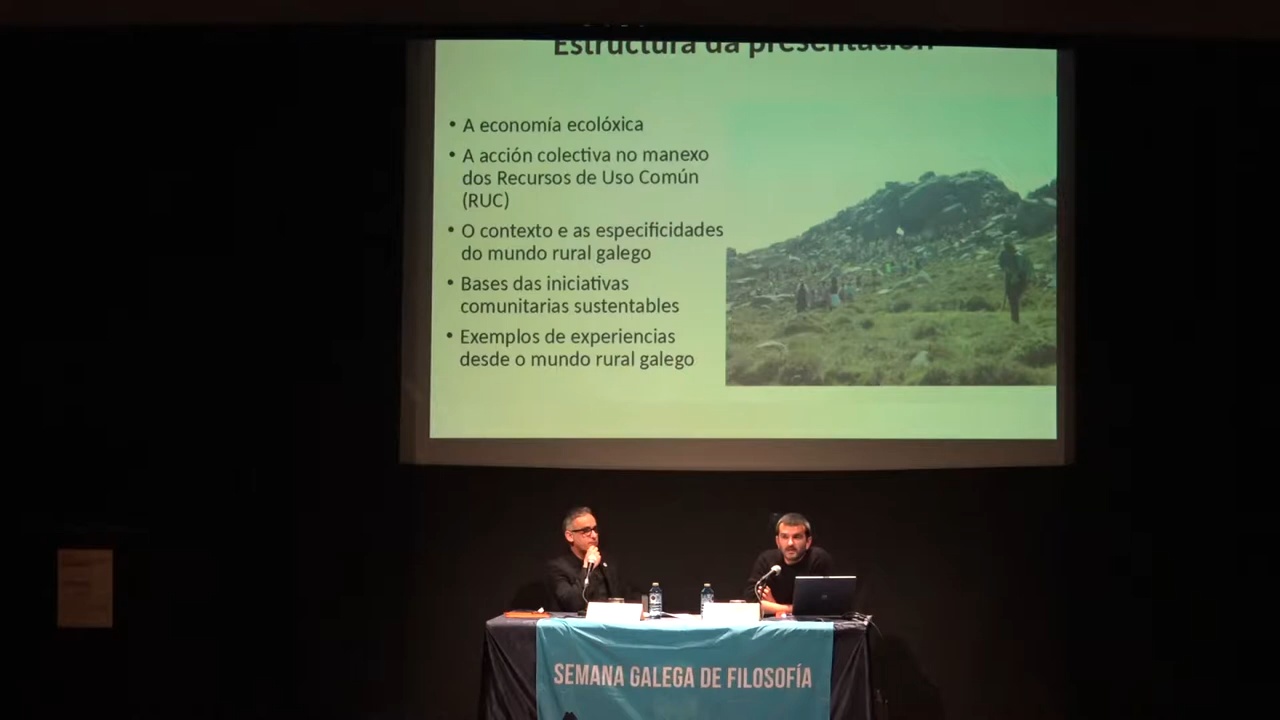 Estructura da presentación
• A economía ecolóxica
• A acción colectiva no manexo
dos Recursos de Uso Común
(RUC)
• O contexto e as especificidades
do mundo rural galego
• Bases das iniciativas
comunitarias sustentables
• Exemplos de experiencias
desde o mundo rural galego
SEMANA GALEGA DE FILOSOFÍA